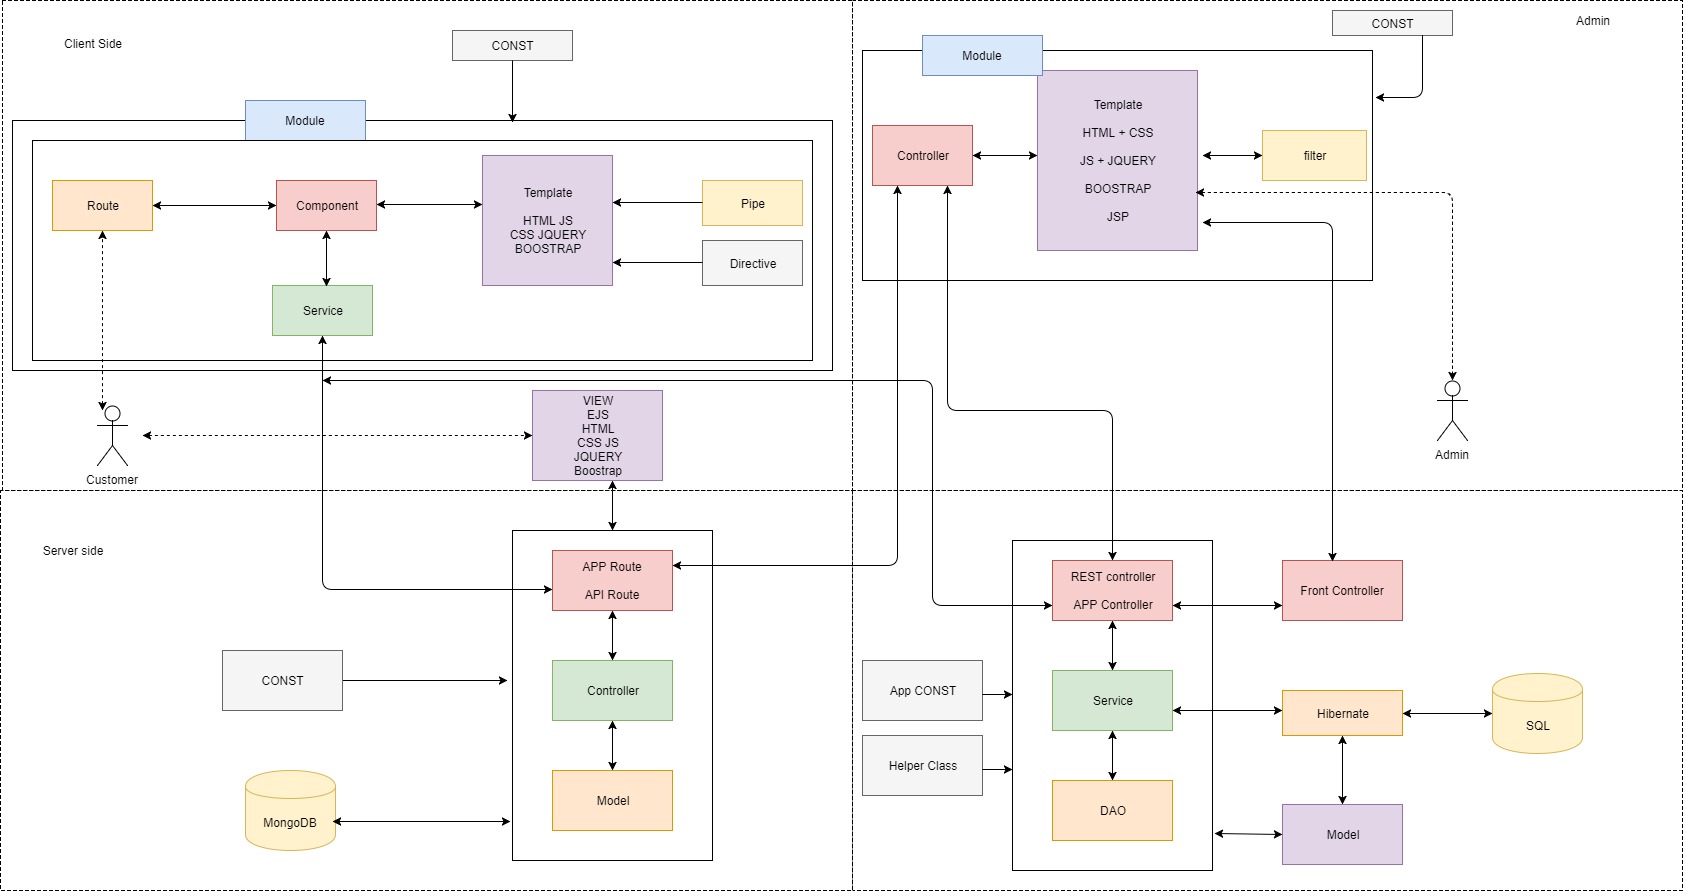 Client Side
CONST
Module
Route
Component
Template
HTML JS
CSS JQUERY
BOOSTRAP
Pipe
Directive
Service
Customer
VIEW
EJS
HTML
CSS JS
JQUERY
Boostrap
Admin
CONST
Module
Controller
Template
HTML + CSS
JS + JQUERY
BOOSTRAP
JSP
filter
Admin
Server side
APP Route
API Route
CONST
Controller
MongoDB
Model
REST controller
APP Controller
Front Controller
App CONST
Service
Hibernate
SQL
Helper Class
DAO
Model